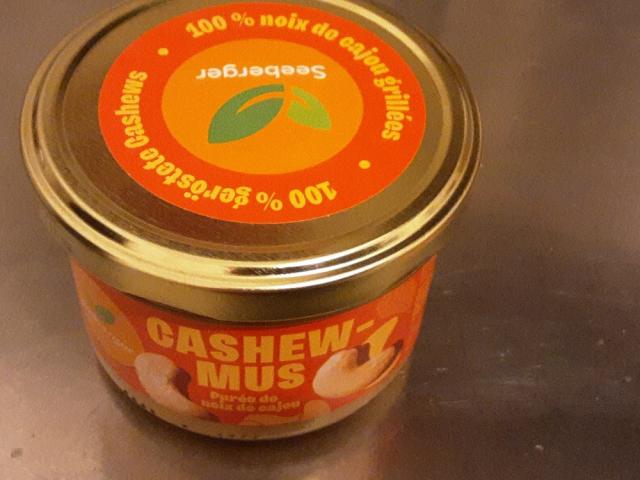 100 % noix de cajou grillées
Seeberger
100 % geröstete Cashews
CASHEW-
MUS
Purée de
noix de cajou